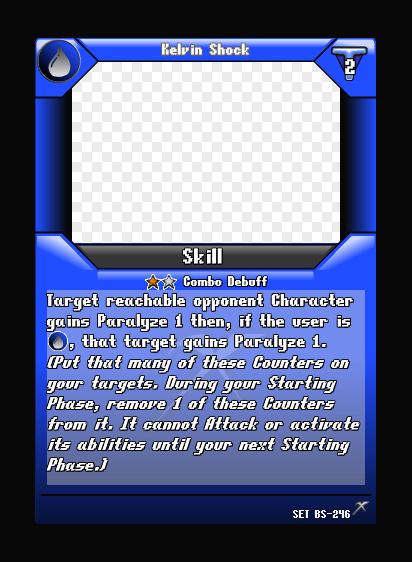 Kelvin Shock
2
Skill
Combo Debuff
Target reachable opponent Character
gains Paralyze 1 then, if the user is
, that target gains Paralyze 1.
(Put that many of these Counters on
your targets. During your Starting
Phase, remove 1 of these Counters
from it. It cannot Attack or activate
its abilities until your next Starting
Phase.)
SET BS-246